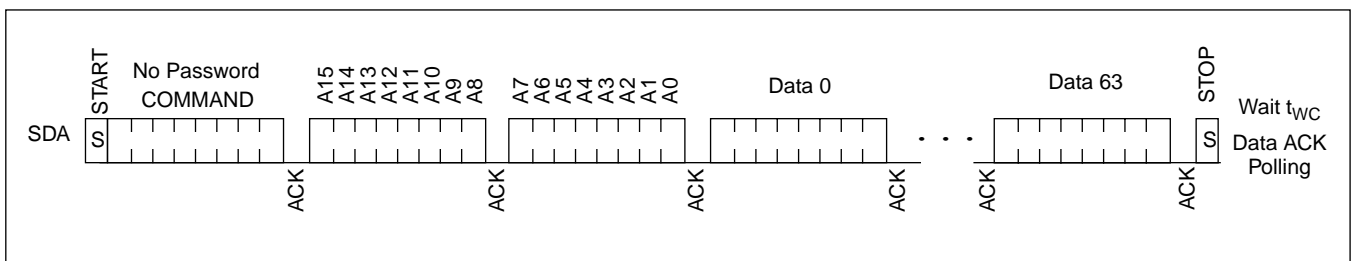 START
No Password
COMMAND
A15
A14
A13
A12
A11
A10
A9
A8
A7
A6
A5
A4
A3
A2
A1
A0
Data 0
Data 63
STOP
Wait tWC
SDA
S
. . .
S
Data ACK
Polling
ACK
ACK
ACK
ACK
ACK
ACK